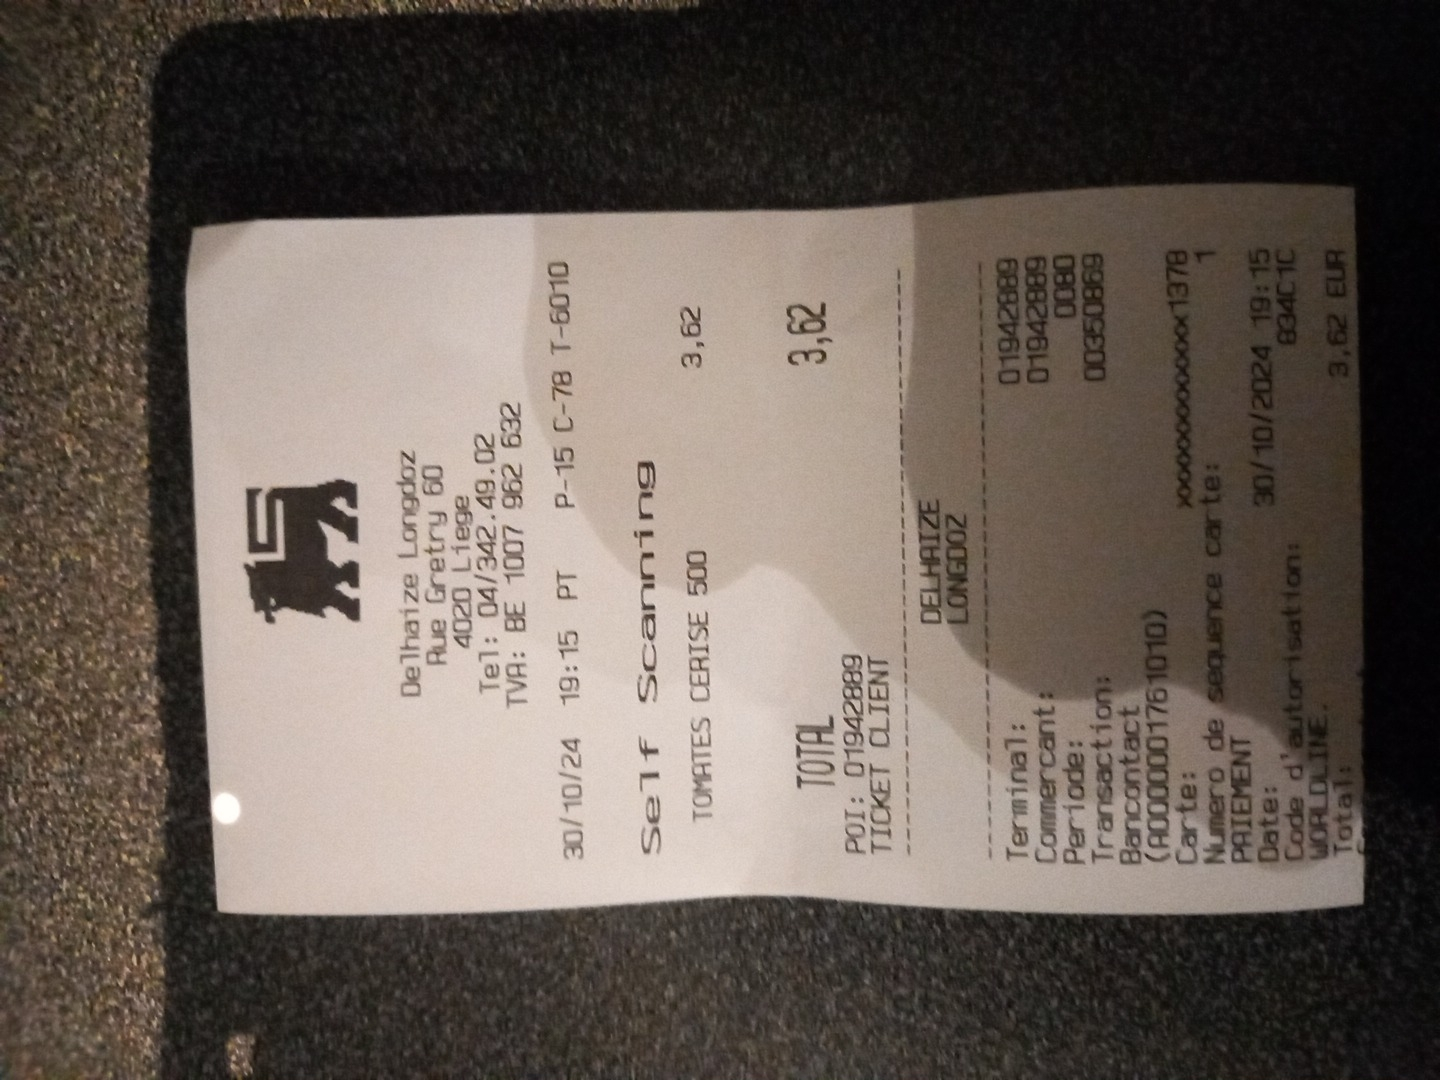 Delhaize Longdoz
Rue Gretry 60
4020 Liege
Tel: 04/342.49.02
TVA: BE 1007 962 632
30/10/24 19:15 PT P-15 C-78 T-6010
Self Scanning
TOMATES CERISE 500 3,62
TOTAL 3,62
POI: 01942889
TICKET CLIENT
DELHAIZE
LONGDOZ
Terminal: 01942889
Commercant: 01942889
Periode: 0080
Transaction: 00350869
Bancontact
(A0000001761010)
Carte: xxxxxxxxxxxxx1378
Numero de sequence carte: 1
PAIEMENT
Date: 30/10/2024 19:15
Code d'autorisation: 834C1C
WORLDLINE.
Total: 3,62 EUR